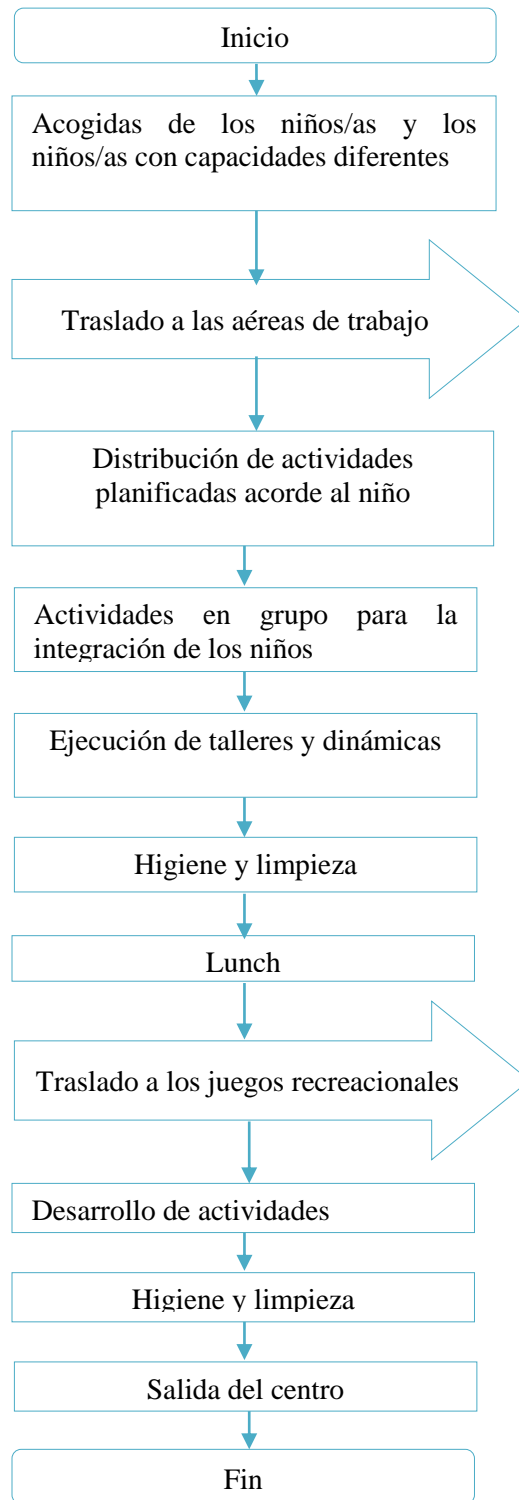 Inicio
Acogidas de los niños/as y los
niños/as con capacidades diferentes
Traslado a las aéreas de trabajo
Distribución de actividades
planificadas acorde al niño
Actividades en grupo para la
integración de los niños
Ejecución de talleres y dinámicas
Higiene y limpieza
Lunch
Traslado a los juegos recreacionales
Desarrollo de actividades
Higiene y limpieza
Salida del centro
Fin